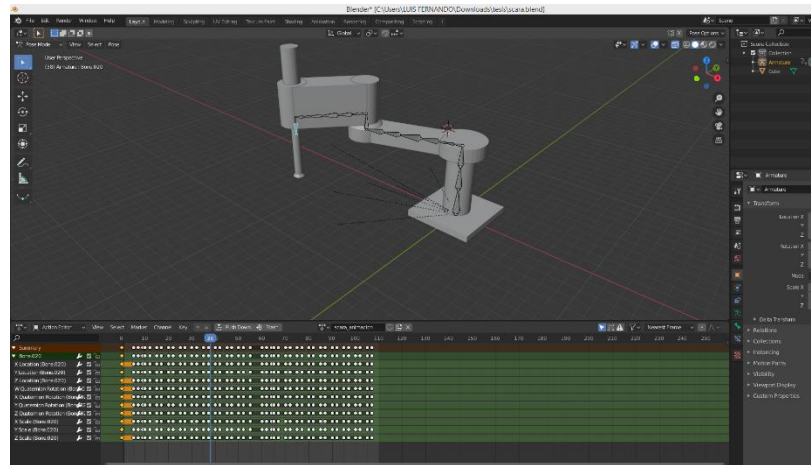 Blender* [C:\Users\LUIS FERNANDO\Downloads\tesis\scara.blend]
File Edit Render Window Help Layout Modeling Sculpting UV Editing Texture Paint Shading Animation Rendering Compositing Scripting + Scene
Global
Pose Options
Pose Mode View Select Pose
User Perspective
(38) Armature : Bone.020
Scene Collection
Collection
Armature
Cube
Armature
Armature
Transform
Location X
Y
Z
Rotation X
Y
Z
Mode
Scale X
Y
Z
Delta Transform
Relations
Collections
Instancing
Motion Paths
Visibility
Viewport Display
Custom Properties
Action Editor View Select Marker Channel Key Push Down Stash scara_animacion Nearest Frame
0 10 20 30 38 50 60 70 80 90 100 110 120 130 140 150 160 170 180 190 200 210 220 230 240 250
Summary
Bone.020
X Location (Bone.020)
Y Location (Bone.020)
Z Location (Bone.020)
W Quaternion Rotation (Bone
X Quaternion Rotation (Bone
Y Quaternion Rotation (Bone
Z Quaternion Rotation (Bone
X Scale (Bone.020)
Y Scale (Bone.020)
Z Scale (Bone.020)